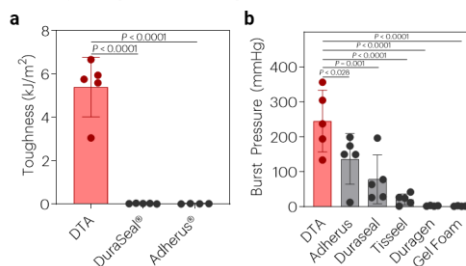 a
P < 0.0001
P < 0.0001
Toughness (kJ/m²)
8
6
4
2
0
DTA
DuraSeal®
Adherus®
b
P < 0.0001
P < 0.0001
P < 0.0001
P = 0.001
P < 0.026
Burst Pressure (mmHg)
400
300
200
100
0
DTA
Adherus
Duraseal
Tisseel
Duragen
Gel Foam